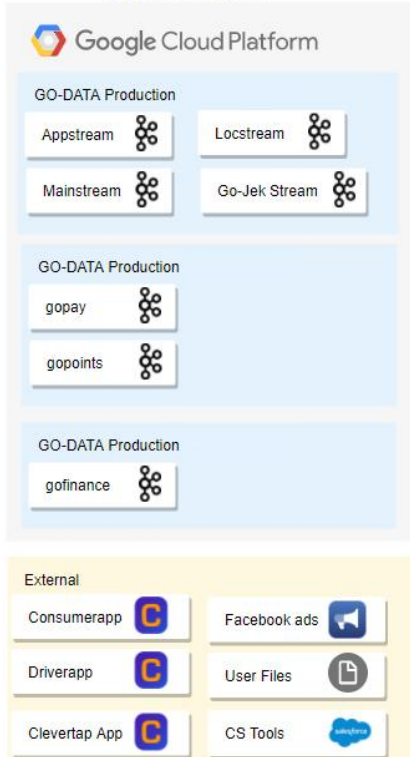 Google Cloud Platform
GO-DATA Production
Appstream
Locstream
Mainstream
Go-Jek Stream
GO-DATA Production
gopay
gopoints
GO-DATA Production
gofinance
External
Consumerapp C
Facebook ads
Driverapp C
User Files
Clevertap App C
CS Tools salesforce